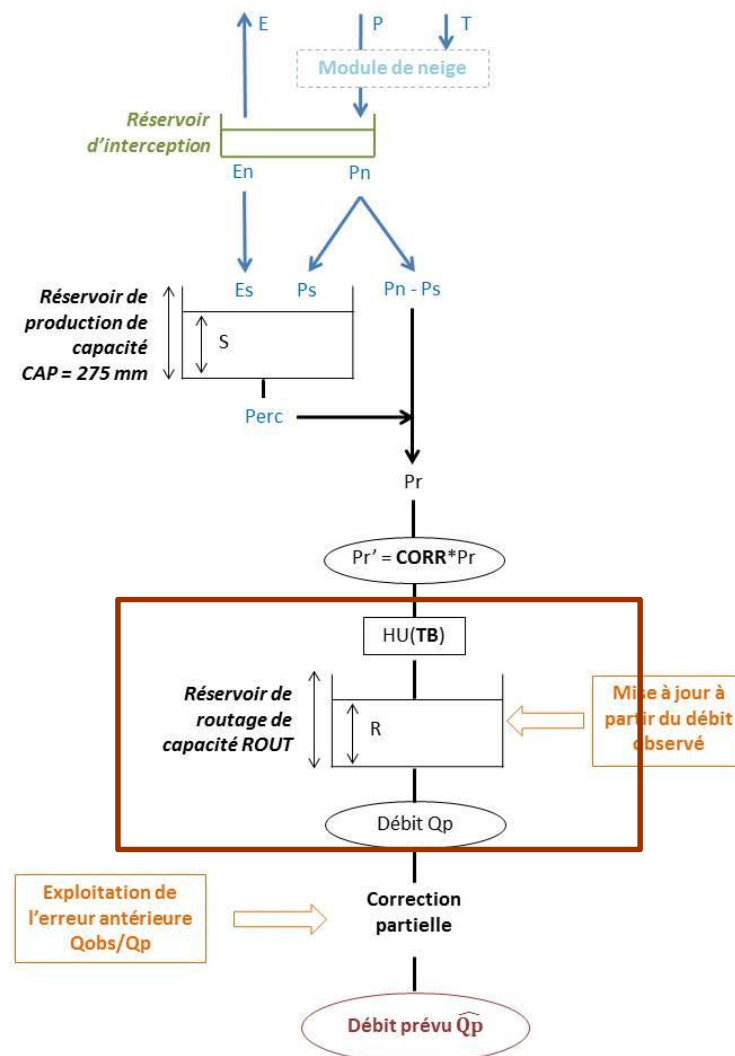 E
P
T
Module de neige
Réservoir
d'interception
En
Pn
Es
Ps
Pn - Ps
Réservoir de
production de
capacité
CAP = 275 mm
S
Perc
Pr
Pr' = CORR*Pr
HU(TB)
Réservoir de
routage de
capacité ROUT
R
Mise à jour à
partir du débit
observé
Débit Qp
Exploitation de
l'erreur antérieure
Qobs/Qp
Correction
partielle
Débit prévu Q̂p